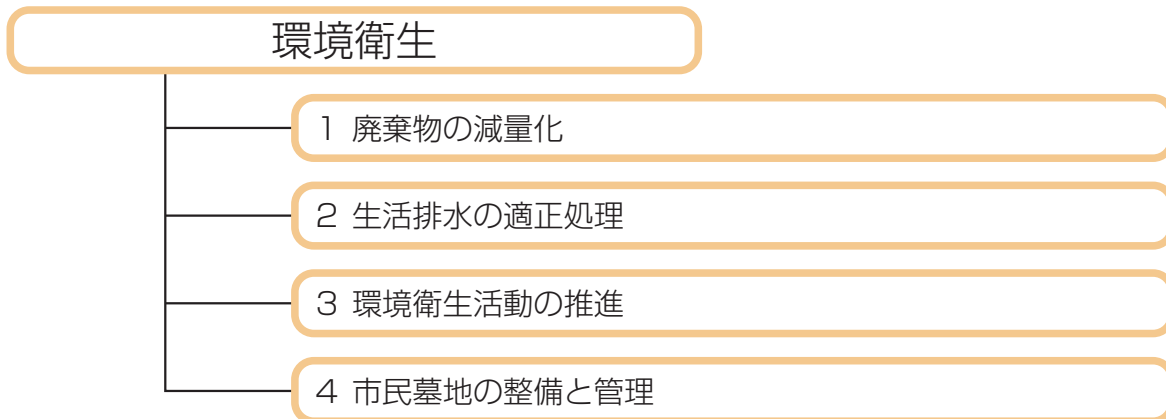 環境衛生
1 廃棄物の減量化
2 生活排水の適正処理
3 環境衛生活動の推進
4 市民墓地の整備と管理